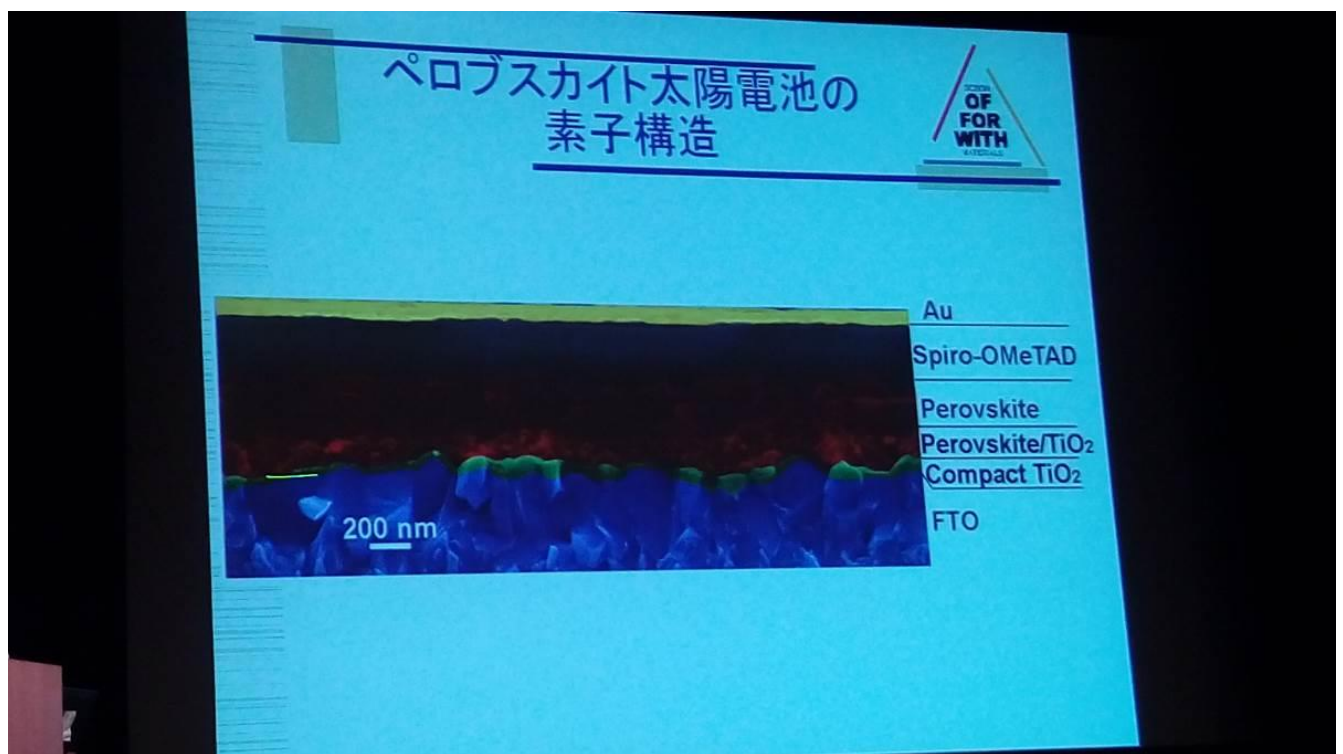 ペロブスカイト太陽電池の
素子構造
OF
FOR
WITH
MATERIALS
Au
Spiro-OMeTAD
Perovskite
Perovskite/TiO₂
Compact TiO₂
FTO
200 nm